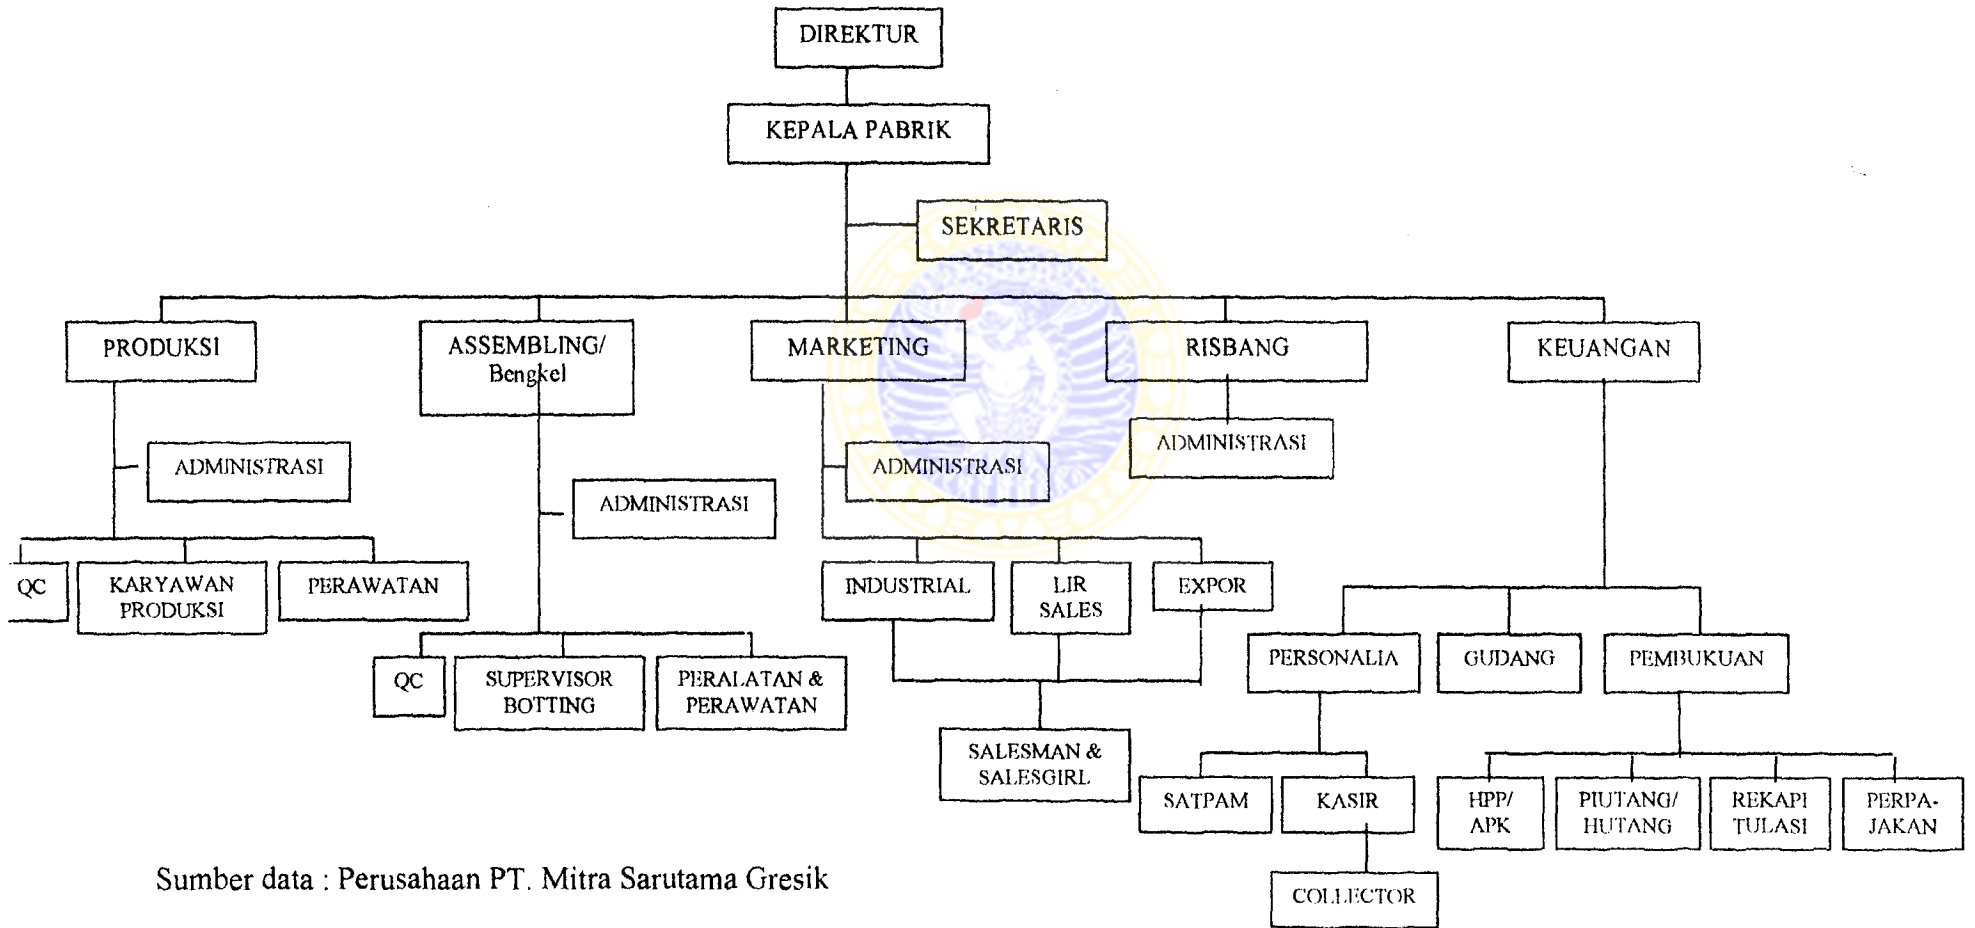 DIREKTUR
KEPALA PABRIK
SEKRETARIS
PRODUKSI
ASSEMBLING/
Bengkel
MARKETING
RISBANG
KEUANGAN
ADMINISTRASI
ADMINISTRASI
ADMINISTRASI
ADMINISTRASI
QC
KARYAWAN
PRODUKSI
PERAWATAN
QC
SUPERVISOR
BOTTING
PERALATAN &
PERAWATAN
INDUSTRIAL
LIR
SALES
EXPOR
SALESMAN &
SALESGIRL
PERSONALIA
GUDANG
PEMBUKUAN
SATPAM
KASIR
COLLECTOR
HPP/
APK
PIUTANG/
HUTANG
REKAPI
TULASI
PERPA-
JAKAN
Sumber data : Perusahaan PT. Mitra Sarutama Gresik